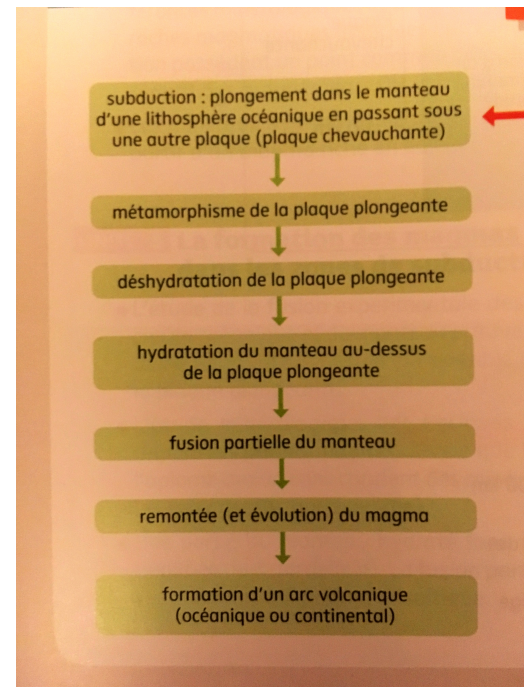 subduction : plongement dans le manteau
d'une lithosphère océanique en passant sous
une autre plaque (plaque chevauchante)
métamorphisme de la plaque plongeante
déshydratation de la plaque plongeante
hydratation du manteau au-dessus
de la plaque plongeante
fusion partielle du manteau
remontée (et évolution) du magma
formation d'un arc volcanique
(océanique ou continental)